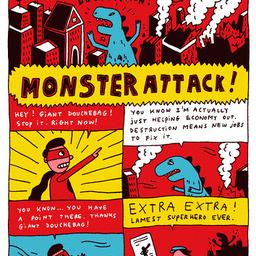 MONSTER ATTACK!
HEY! GIANT DOUCHEBAG!
STOP IT. RIGHT NOW!
YOU KNOW I'M ACTUALLY
JUST HELPING ECONOMY OUT.
DESTRUCTION MEANS NEW JOBS
TO FIX IT.
YOU KNOW... YOU HAVE
A POINT THERE. THANKS
GIANT DOUCHEBAG!
EXTRA EXTRA!
LAMEST SUPERHERO EVER.